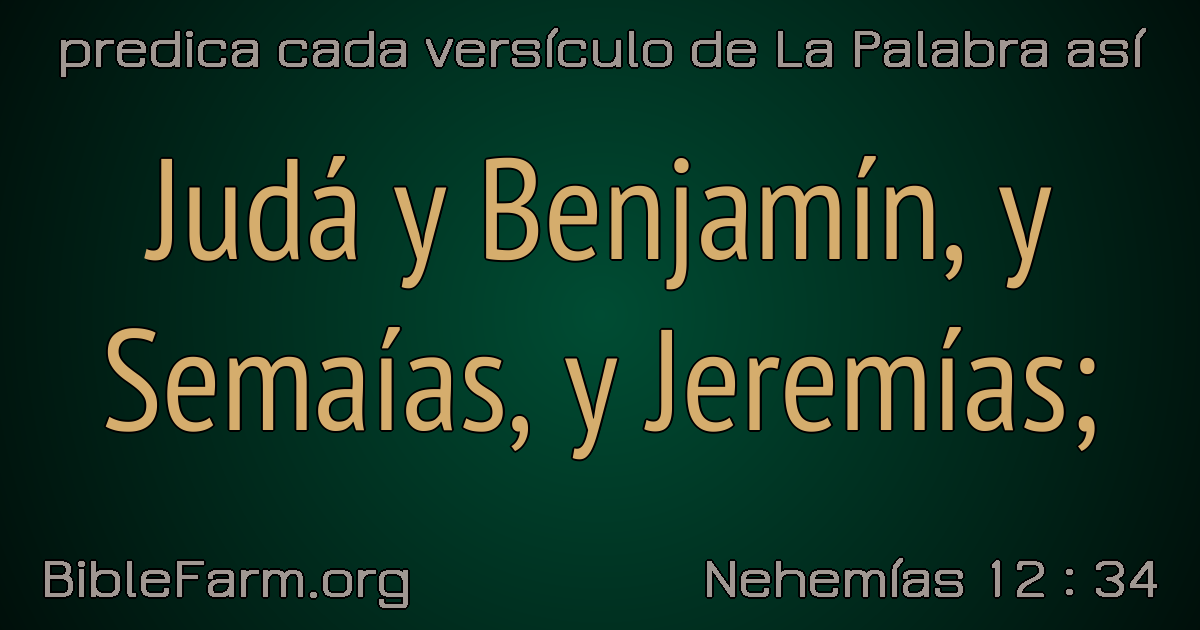 predica cada versículo de La Palabra así
Judá y Benjamín, y
Semaías, y Jeremías;
BibleFarm.org
Nehemías 12 : 34